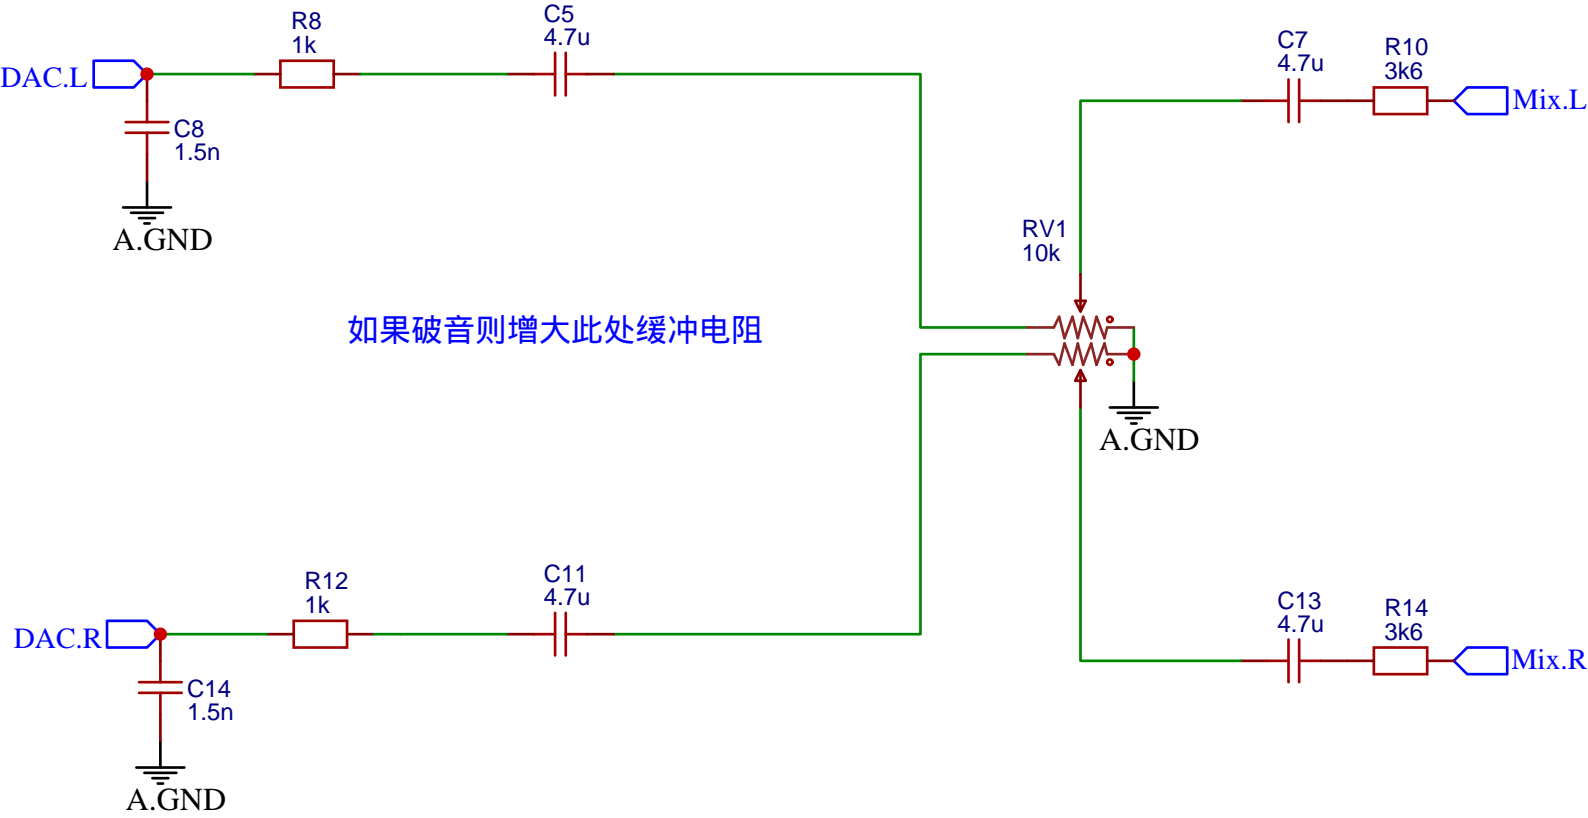 R8
1k
C5
4.7u
C7
4.7u
R10
3k6
DAC.L
Mix.L
C8
1.5n
A.GND
RV1
10k
如果破音则增大此处缓冲电阻
A.GND
R12
1k
C11
4.7u
C13
4.7u
R14
3k6
DAC.R
Mix.R
C14
1.5n
A.GND